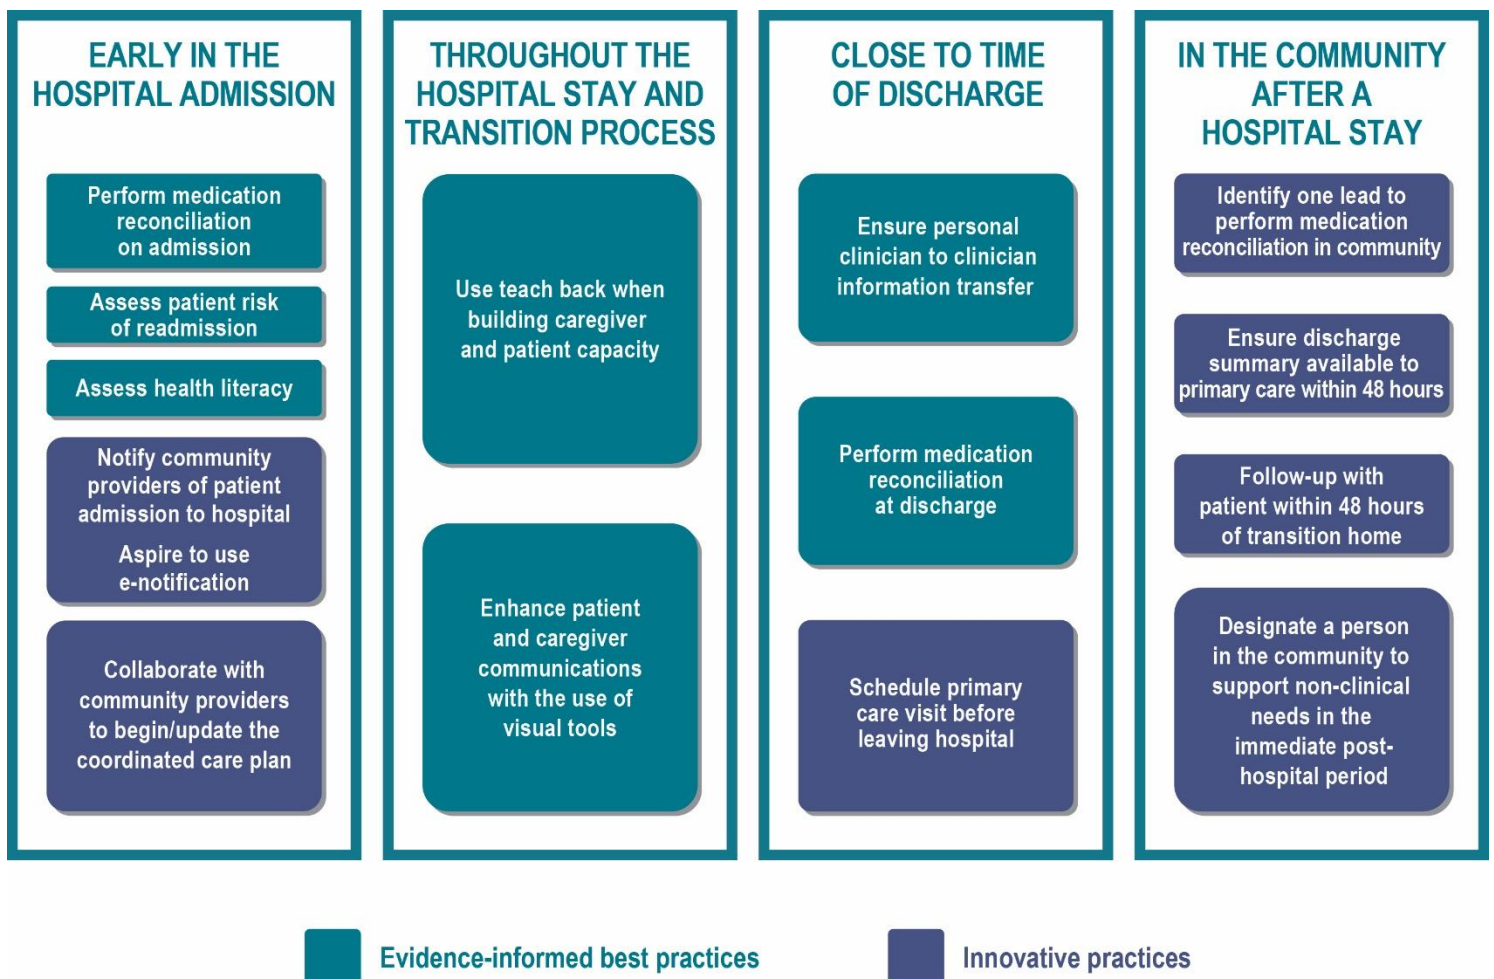 EARLY IN THE
HOSPITAL ADMISSION
Perform medication
reconciliation
on admission
Assess patient risk
of readmission
Assess health literacy
Notify community
providers of patient
admission to hospital
Aspire to use
e-notification
Collaborate with
community providers
to begin/update the
coordinated care plan
THROUGHOUT THE
HOSPITAL STAY AND
TRANSITION PROCESS
Use teach back when
building caregiver
and patient capacity
Enhance patient
and caregiver
communications
with the use of
visual tools
CLOSE TO TIME
OF DISCHARGE
Ensure personal
clinician to clinician
information transfer
Perform medication
reconciliation
at discharge
Schedule primary
care visit before
leaving hospital
IN THE COMMUNITY
AFTER A
HOSPITAL STAY
Identify one lead to
perform medication
reconciliation in community
Ensure discharge
summary available to
primary care within 48 hours
Follow-up with
patient within 48 hours
of transition home
Designate a person
in the community to
support non-clinical
needs in the
immediate post-
hospital period
Evidence-informed best practices
Innovative practices